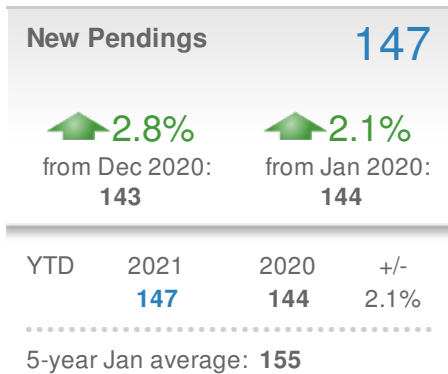 New Pendings 147
2.8% 2.1%
from Dec 2020: from Jan 2020:
143 144
YTD 2021 2020 +/-
147 144 2.1%
5-year Jan average: 155